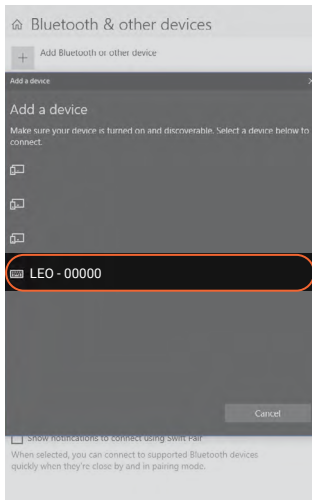 Bluetooth & other devices
Add Bluetooth or other device
Add a device
Add a device
Make sure your device is turned on and discoverable. Select a device below to
connect.
LEO - 00000
Cancel
Show notifications to connect using Swift Pair
When selected, you can connect to supported Bluetooth devices
quickly when they're close by and in pairing mode.